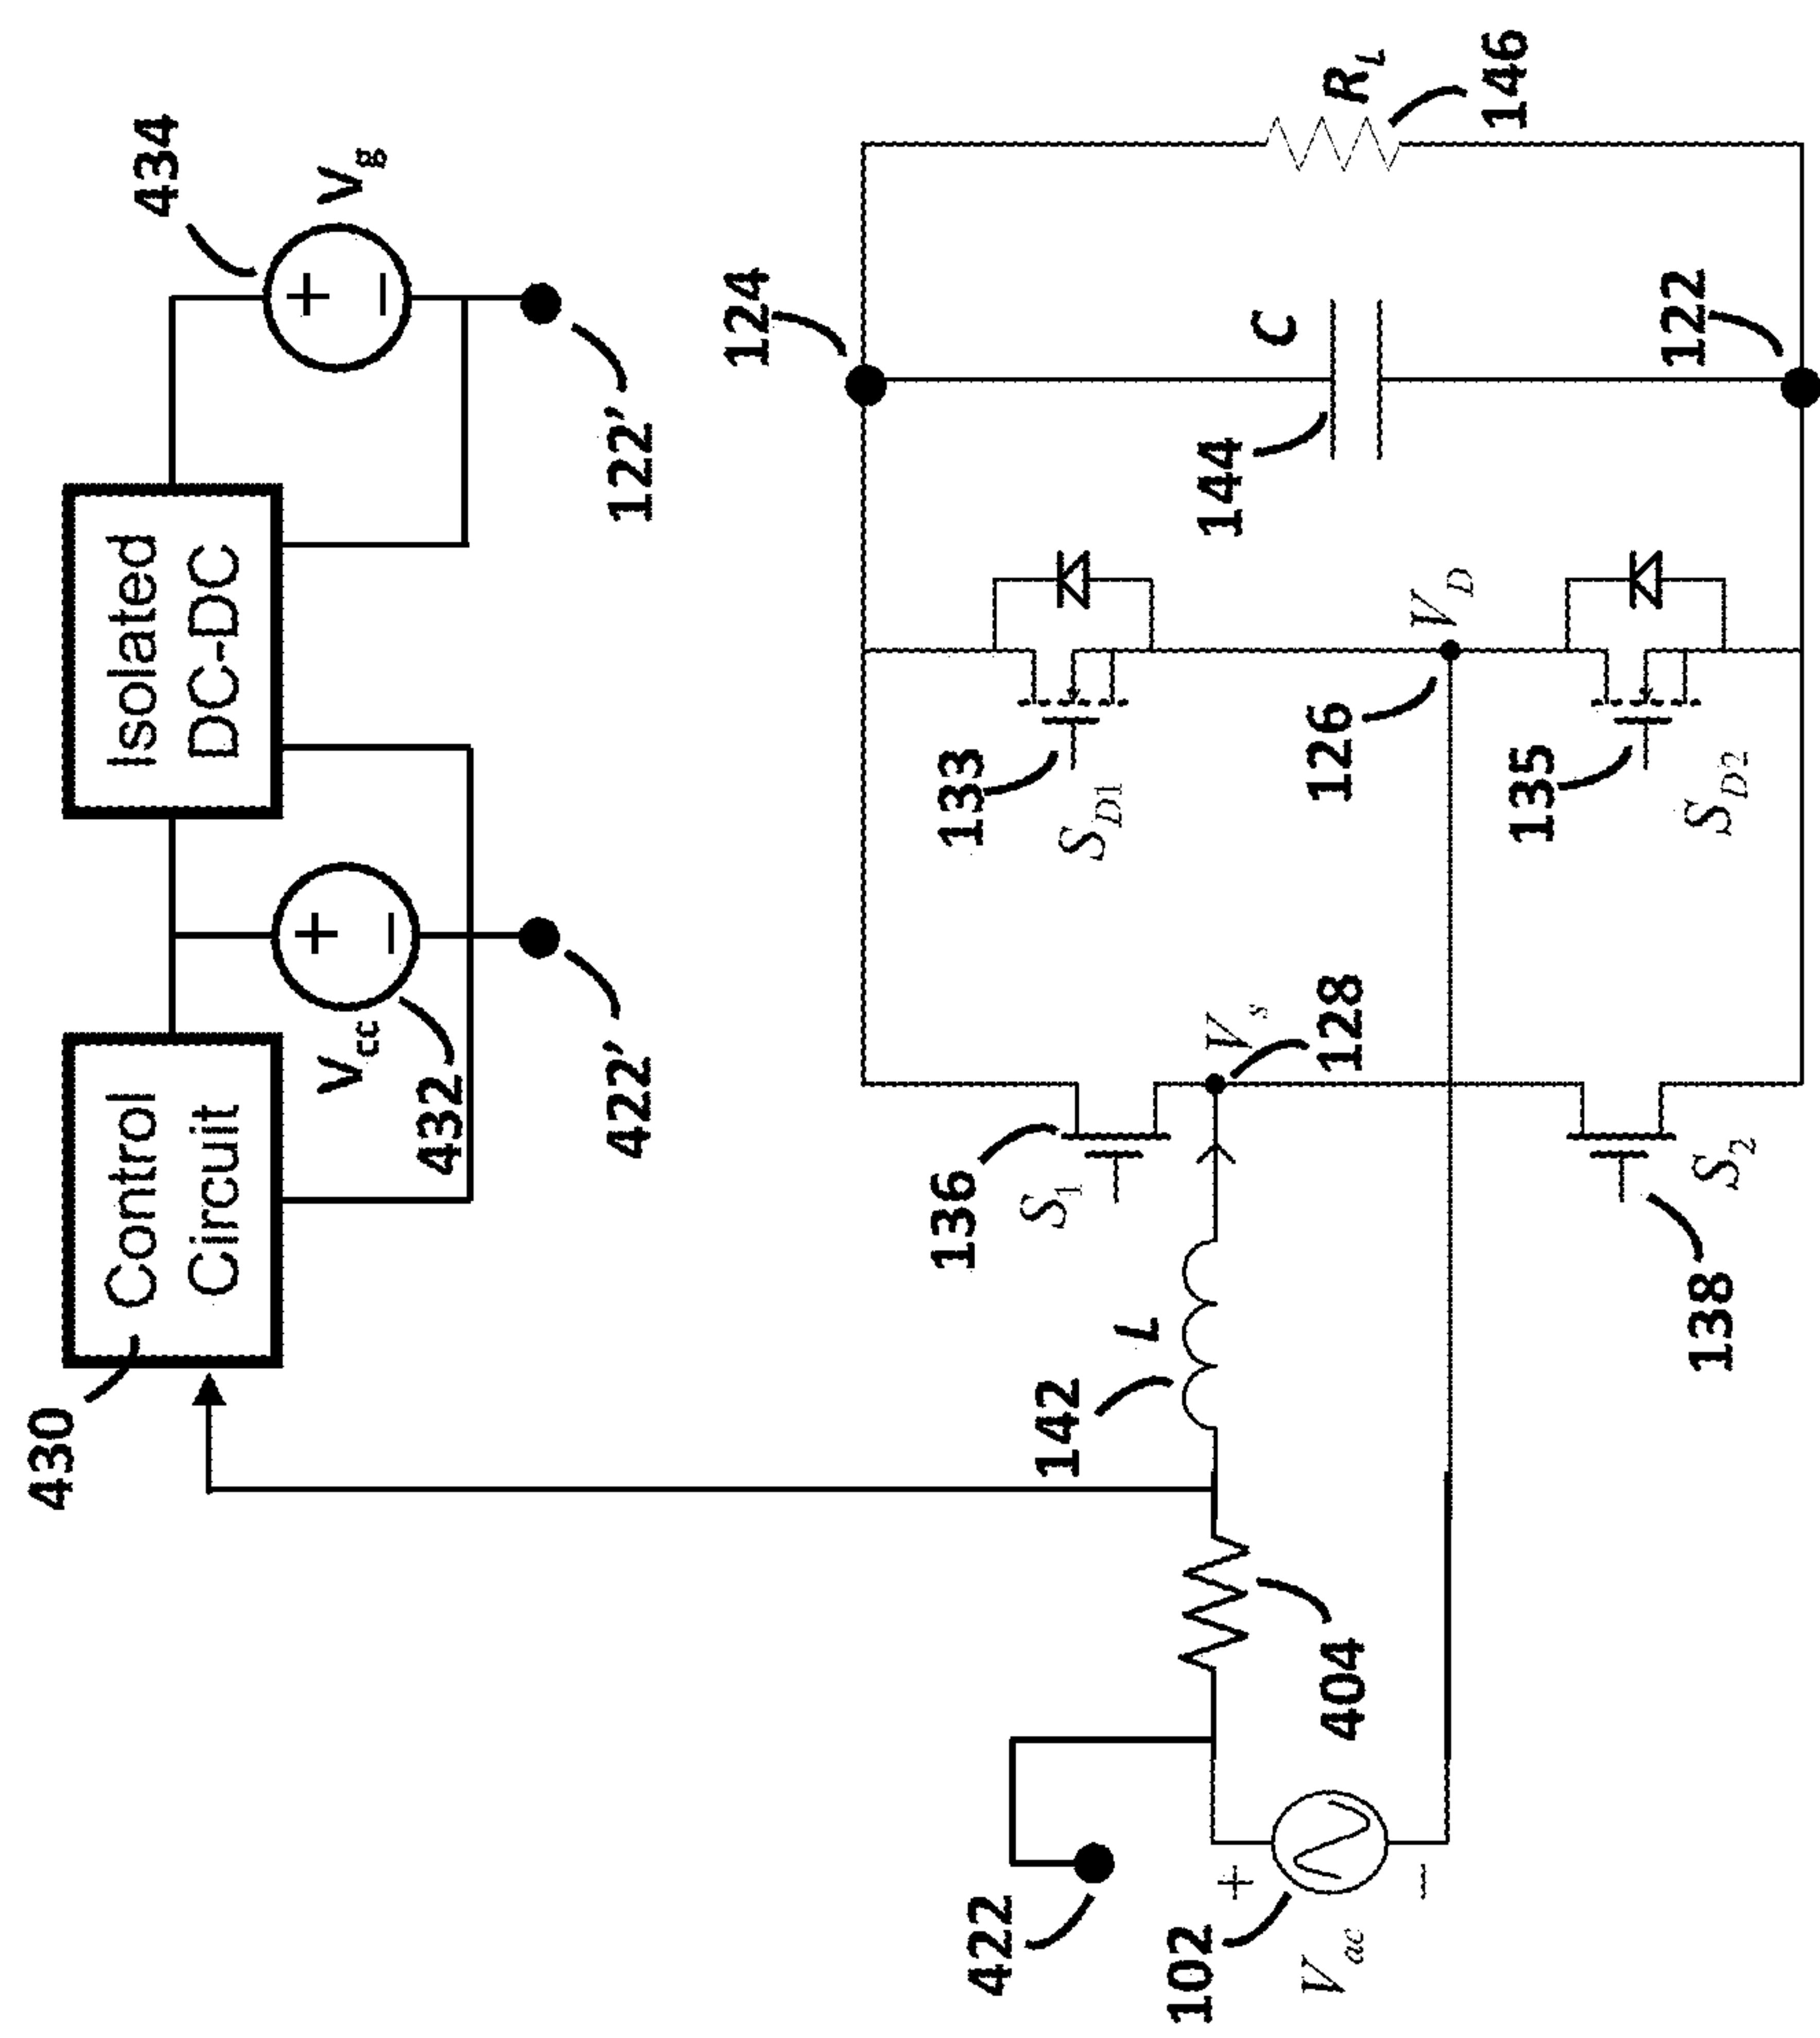 430
Control
Circuit
Vcc
432
422'
Isolated
DC-DC
434
Vg
122'
422
102
+
Vac
−
404
142
L
136
S1
Vs
128
138
S2
133
SD1
126
VD
135
SD2
124
144
C
122
RL
146
+
−
+
−